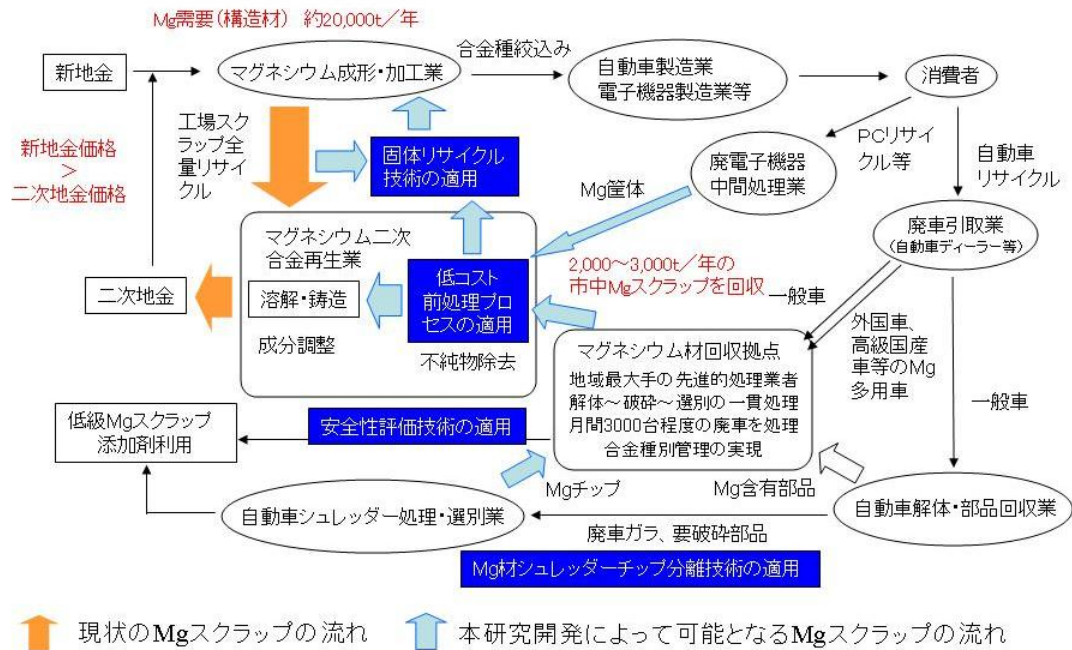 Mg需要(構造材) 約20,000t/年
新地金
マグネシウム成形・加工業
合金種絞込み
自動車製造業
電子機器製造業等
消費者
新地金価格
>
二次地金価格
工場スク
ラップ全
量リサイ
クル
固体リサイクル
技術の適用
Mg筐体
廃電子機器
中間処理業
PCリサイ
クル等
自動車
リサイクル
廃車引取業
(自動車ディーラー等)
マグネシウム二次
合金再生業
二次地金
溶解・鋳造
成分調整
低コスト
前処理プロ
セスの適用
不純物除去
2,000~3,000t/年の
市中Mgスクラップを回収
一般車
外国車、
高級国産
車等のMg
多用車
一般車
マグネシウム材回収拠点
地域最大手の先進的処理業者
解体~破砕~選別の一貫処理
月間3000台程度の廃車を処理
合金種別管理の実現
低級Mgスクラップ
添加剤利用
安全性評価技術の適用
Mgチップ
Mg含有部品
自動車シュレッダー処理・選別業
自動車解体・部品回収業
廃車ガラ、要破砕部品
Mg材シュレッダーチップ分離技術の適用
現状のMgスクラップの流れ
本研究開発によって可能となるMgスクラップの流れ